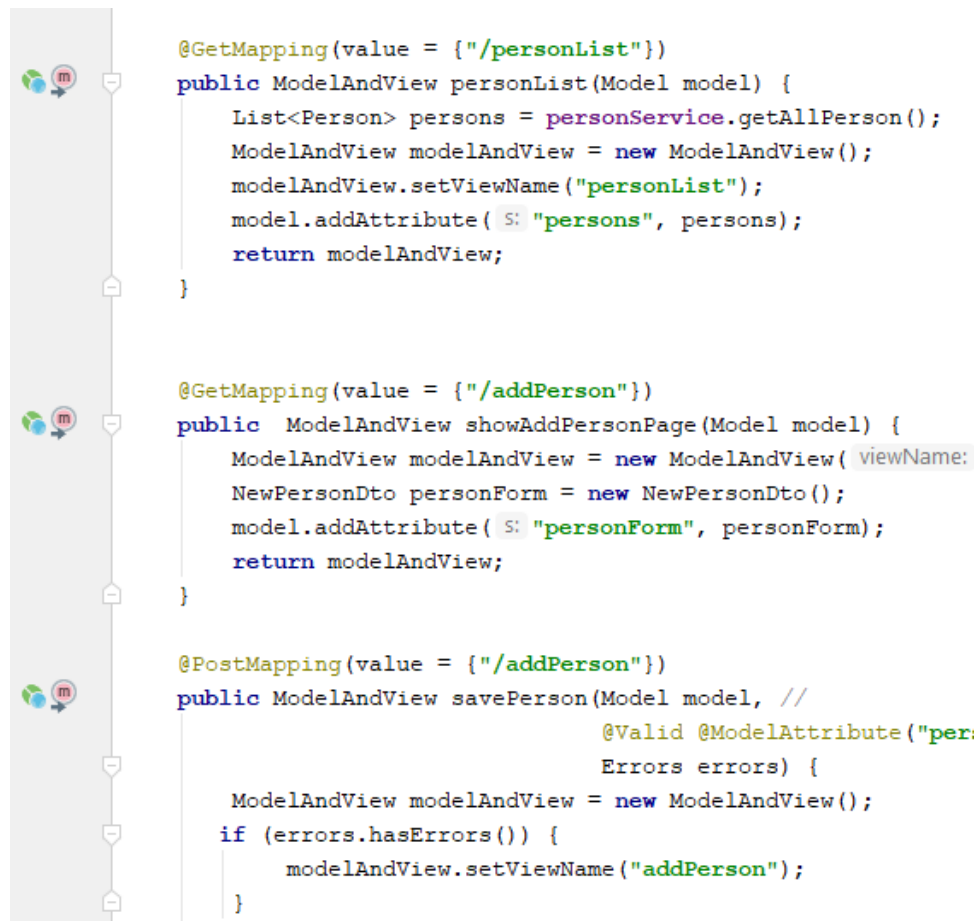 @GetMapping(value = {"/personList"})
public ModelAndView personList(Model model) {
List<Person> persons = personService.getAllPerson();
ModelAndView modelAndView = new ModelAndView();
modelAndView.setViewName("personList");
model.addAttribute( s: "persons", persons);
return modelAndView;
}
@GetMapping(value = {"/addPerson"})
public  ModelAndView showAddPersonPage(Model model) {
ModelAndView modelAndView = new ModelAndView( viewName:
NewPersonDto personForm = new NewPersonDto();
model.addAttribute( s: "personForm", personForm);
return modelAndView;
}
@PostMapping(value = {"/addPerson"})
public ModelAndView savePerson(Model model, //
@Valid @ModelAttribute("pers
Errors errors) {
ModelAndView modelAndView = new ModelAndView();
if (errors.hasErrors()) {
modelAndView.setViewName("addPerson");
}